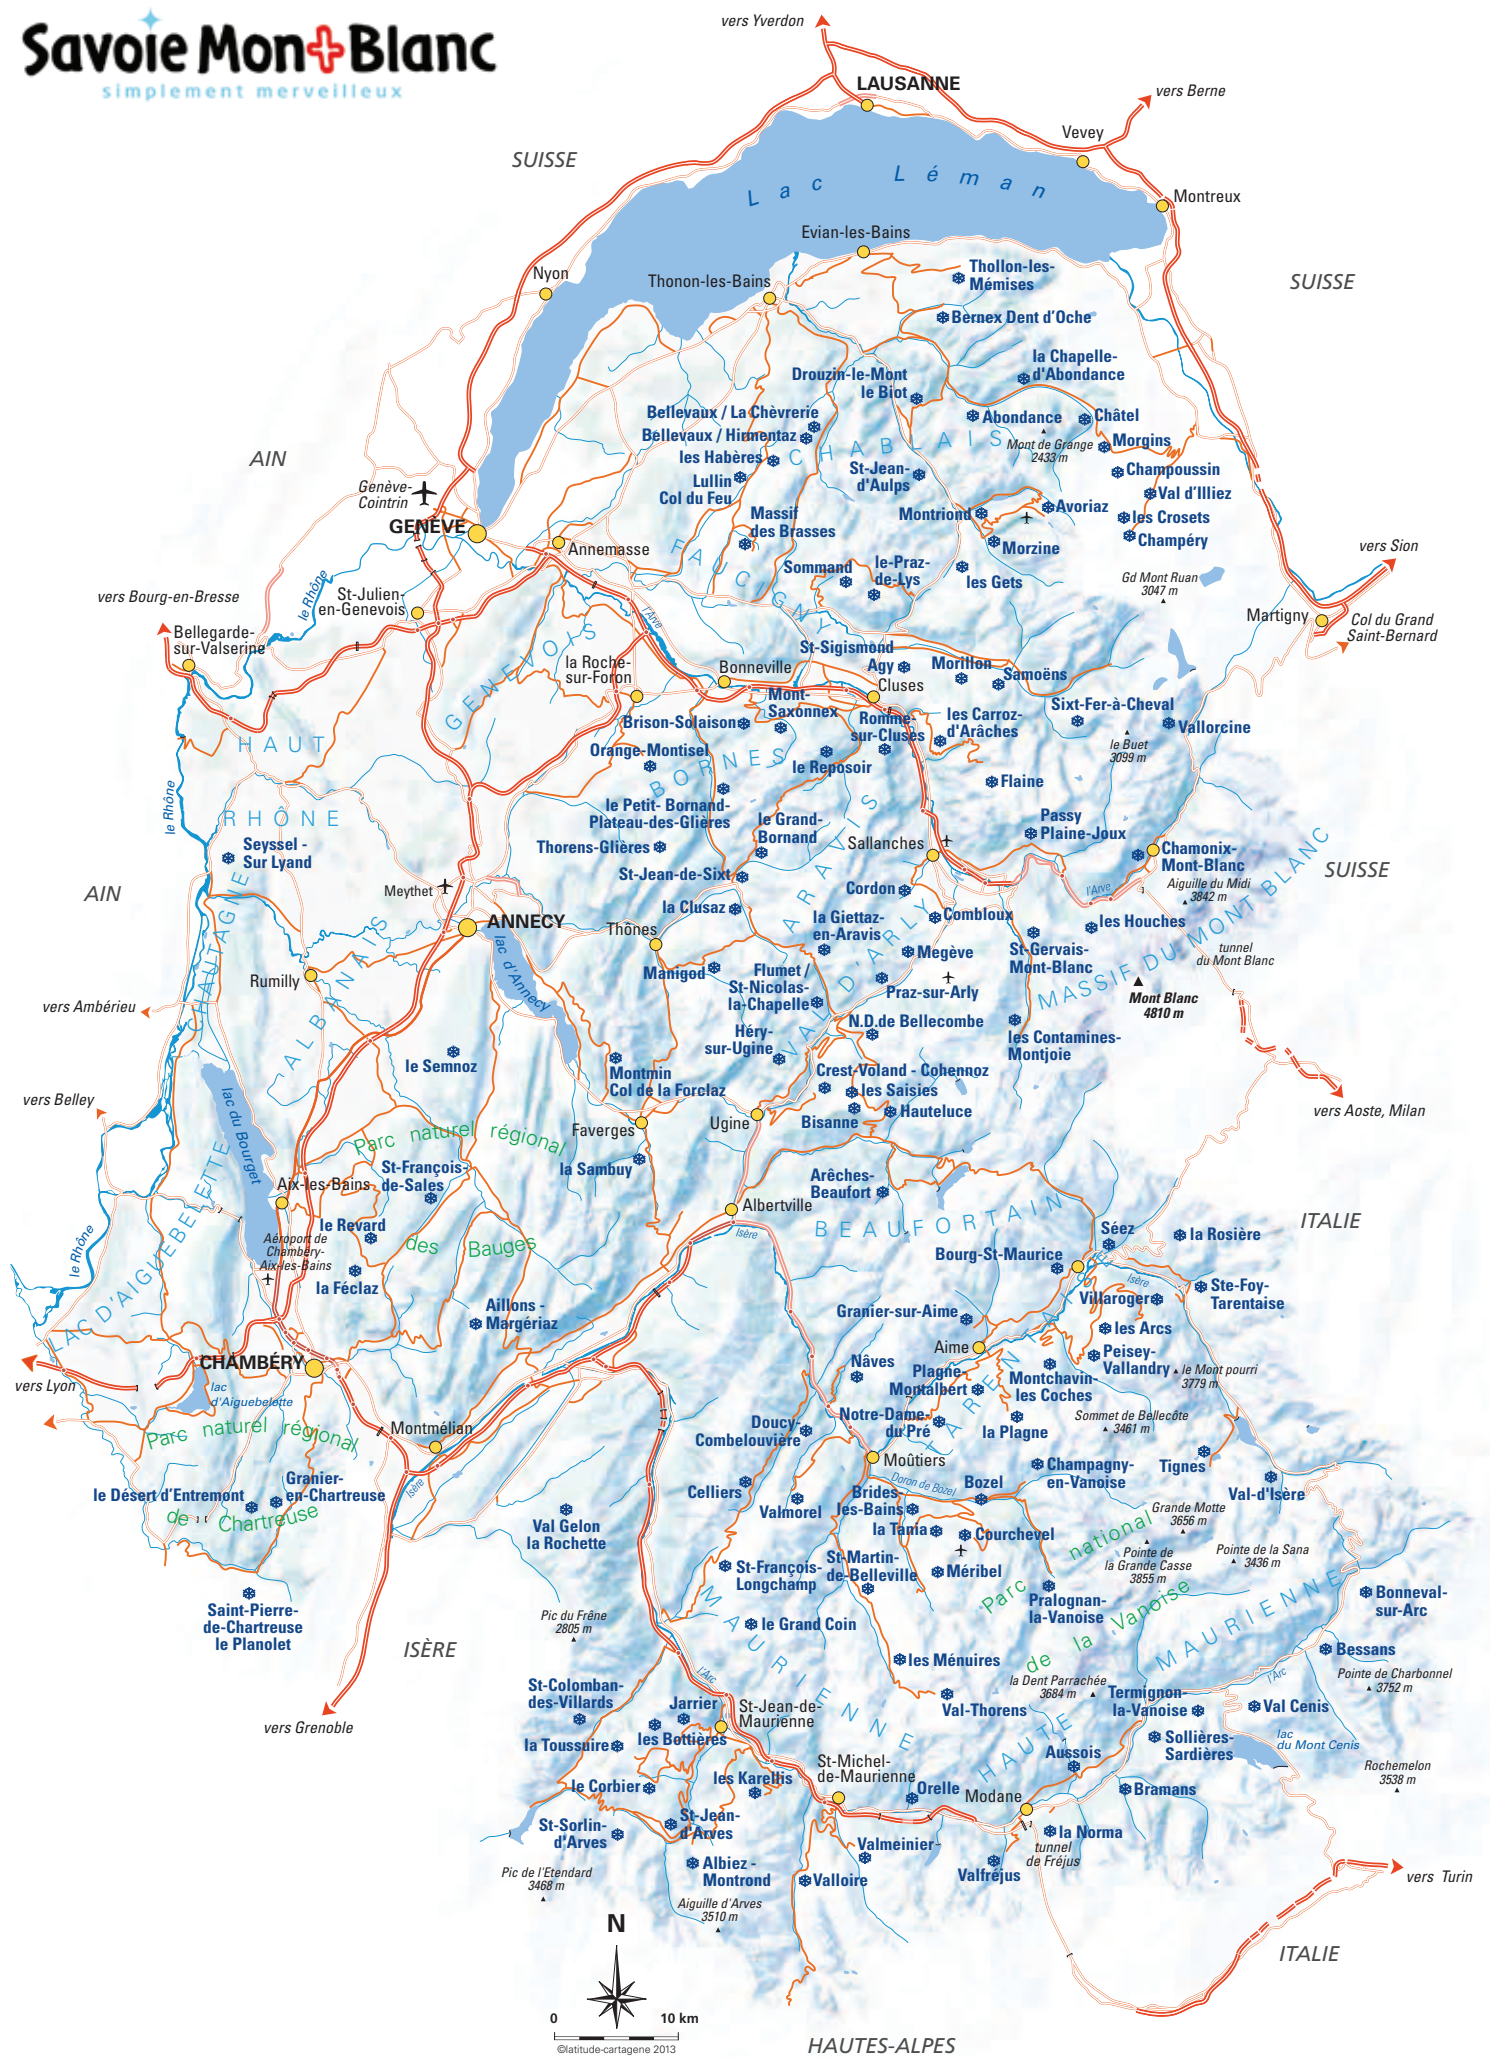 Savoie Mont Blanc
simplement merveilleux
vers Yverdon
LAUSANNE
vers Berne
Vevey
SUISSE
Montreux
Lac Léman
Evian-les-Bains
Nyon
Thonon-les-Bains
Thollon-les-
Mémises
SUISSE
Bernex Dent d'Oche
la Chapelle-
d'Abondance
Drouzin-le-Mont
le Biot
Bellevaux / La Chèvrerie
Bellevaux / Hirmentaz
Abondance
Châtel
Mont de Grange
2433 m
Morgins
CHABLAIS
les Habères
AIN
Lullin
Col du Feu
St-Jean-
d'Aulps
Champoussin
Val d'Illiez
Genève-
Cointrin
GENÈVE
Massif
des Brasses
Montriond
Avoriaz
les Crosets
Champéry
Morzine
Annemasse
FAUCIGNY
Sommand
le-Praz-
de-Lys
les Gets
vers Sion
Gd Mont Ruan
3047 m
le Rhône
St-Julien-
en-Genevois
vers Bourg-en-Bresse
l'Arve
Martigny
Col du Grand
Saint-Bernard
Bellegarde-
sur-Valserine
GENEVOIS
la Roche-
sur-Foron
Bonneville
St-Sigismond
Agy
Morillon
Samoëns
Cluses
Mont-
Saxonnex
Brison-Solaison
Romme-
sur-Cluses
les Carroz-
d'Arâches
Sixt-Fer-à-Cheval
Vallorcine
le Buet
3099 m
HAUT
RHÔNE
Orange-Montisel
BORNES
le Reposoir
Flaine
le Rhône
le Petit- Bornand-
Plateau-des-Glières
le Grand-
Bornand
Passy
Plaine-Joux
Seyssel -
Sur Lyand
Thorens-Glières
Sallanches
Chamonix-
Mont-Blanc
SUISSE
St-Jean-de-Sixt
Meythet
AIN
ARAVIS
Cordon
l'Arve
Aiguille du Midi
3842 m
ANNECY
la Clusaz
la Giettaz-
en-Aravis
Combloux
les Houches
Thônes
Megève
St-Gervais-
Mont-Blanc
MASSIF DU MONT BLANC
tunnel
du Mont Blanc
lac d'Annecy
Rumilly
CHAUTAGNE
Manigod
Flumet /
St-Nicolas-
la-Chapelle
Praz-sur-Arly
VAL D'ARLY
Mont Blanc
4810 m
vers Ambérieu
ALBANAIS
Héry-
sur-Ugine
N.D.de Bellecombe
les Contamines-
Montjoie
le Semnoz
Montmin
Col de la Forclaz
Crest-Voland - Cohennoz
les Saisies
vers Aoste, Milan
vers Belley
lac du Bourget
Bisanne
Hauteluce
Faverges
Ugine
Parc naturel régional
des Bauges
la Sambuy
St-François-
de-Sales
Aix-les-Bains
Arêches-
Beaufort
Albertville
Isère
BEAUFORTAIN
ITALIE
le Revard
Aéroport de
Chambéry-
Aix-les-Bains
le Rhône
Séez
la Rosière
Bourg-St-Maurice
Isère
LAC D'AIGUEBELETTE
la Féclaz
Villaroger
Ste-Foy-
Tarentaise
Aillons -
Margériaz
Granier-sur-Aime
les Arcs
Aime
TARENTAISE
Peisey-
Vallandry
CHAMBÉRY
vers Lyon
lac
d'Aiguebelette
Nâves
Plagne-
Montalbert
Montchavin-
les Coches
le Mont pourri
3779 m
Notre-Dame-
du Pré
la Plagne
Sommet de Bellecôte
3461 m
Doucy-
Combelouvière
Parc naturel régional
de Chartreuse
Montmélian
Moûtiers
Doron de Bozel
Champagny-
en-Vanoise
Tignes
Val-d'Isère
Granier-
en-Chartreuse
le Désert d'Entremont
Isère
Celliers
Valmorel
Brides-
les-Bains
Bozel
Grande Motte
3656 m
Val Gelon
la Rochette
la Tania
Courchevel
Parc national
de la Vanoise
Pointe de
la Grande Casse
3855 m
Pointe de la Sana
3436 m
St-François-
Longchamp
St-Martin-
de-Belleville
Méribel
Saint-Pierre-
de-Chartreuse
le Planolet
Pralognan-
la-Vanoise
Bonneval-
sur-Arc
Pic du Frêne
2805 m
le Grand Coin
MAURIENNE
HAUTE MAURIENNE
ISÈRE
les Ménuires
Bessans
l'Arc
la Dent Parrachée
3684 m
Pointe de Charbonnel
3752 m
St-Colomban-
des-Villards
l'Arc
Val-Thorens
Termignon-
la-Vanoise
Val Cenis
Jarrier
St-Jean-de-
Maurienne
vers Grenoble
la Toussuire
les Bottières
Sollières-
Sardières
lac
du Mont Cenis
Aussois
Rochemelon
3538 m
St-Michel-
de-Maurienne
le Corbier
les Karellis
Orelle
Modane
Bramans
St-Sorlin-
d'Arves
St-Jean-
d'Arves
la Norma
tunnel
de Fréjus
Valmeinier
Valfréjus
Valloire
Albiez -
Montrond
vers Turin
Pic de l'Etendard
3468 m
Aiguille d'Arves
3510 m
N
ITALIE
0 10 km
©latitude-cartagene 2013
HAUTES-ALPES